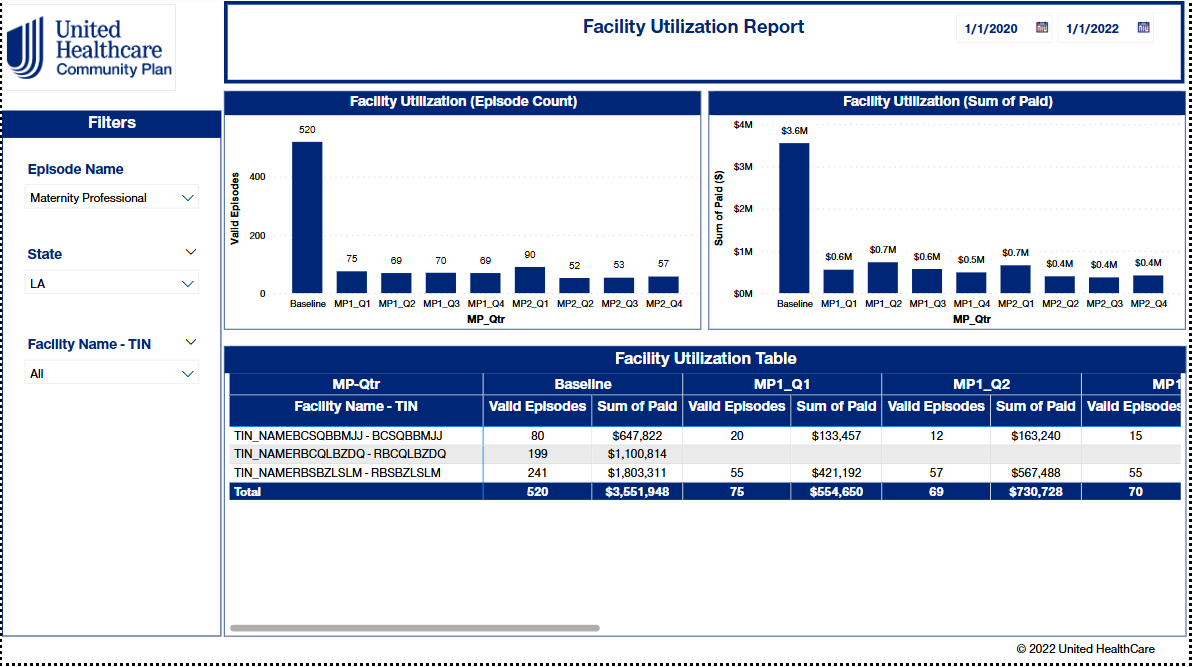 United
Healthcare
Community Plan
Facility Utilization Report
1/1/2020 1/1/2022
Filters
Episode Name
Maternity Professional
State
LA
Facility Name - TIN
All
Facility Utilization (Episode Count)
520
400
200
0
Valid Episodes
75 69 70 69 90 52 53 57
Baseline MP1_Q1 MP1_Q2 MP1_Q3 MP1_Q4 MP2_Q1 MP2_Q2 MP2_Q3 MP2_Q4
MP_Qtr
Facility Utilization (Sum of Paid)
$4M
$3.6M
$3M
$2M
$1M
$0M
Sum of Paid ($)
$0.6M $0.7M $0.6M $0.5M $0.7M $0.4M $0.4M $0.4M
Baseline MP1_Q1 MP1_Q2 MP1_Q3 MP1_Q4 MP2_Q1 MP2_Q2 MP2_Q3 MP2_Q4
MP_Qtr
Facility Utilization Table
MP-Qtr Baseline MP1_Q1 MP1_Q2 MP1
Facility Name - TIN Valid Episodes Sum of Paid Valid Episodes Sum of Paid Valid Episodes Sum of Paid Valid Episodes
TIN_NAMEBCSQBBMJJ - BCSQBBMJJ 80 $647,822 20 $133,457 12 $163,240 15
TIN_NAMERBCQLBZDQ - RBCQLBZDQ 199 $1,100,814
TIN_NAMERBSBZLSLM - RBSBZLSLM 241 $1,803,311 55 $421,192 57 $567,488 55
Total 520 $3,551,948 75 $554,650 69 $730,728 70
© 2022 United HealthCare